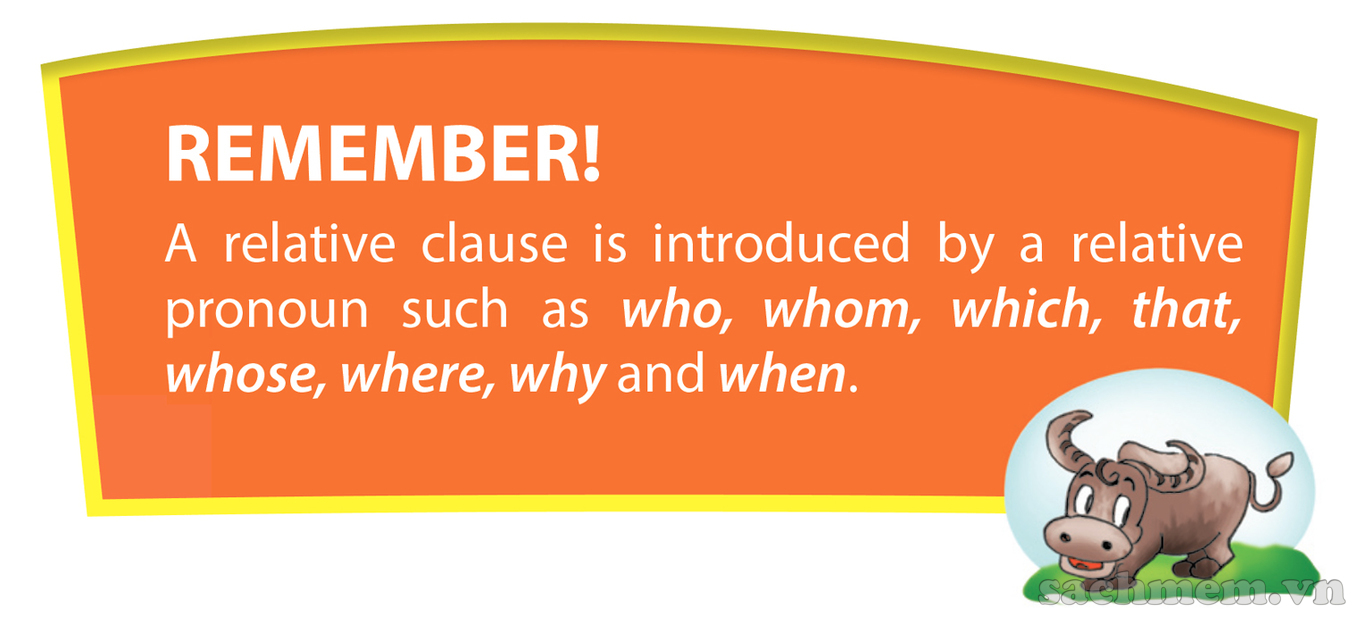 REMEMBER!
A relative clause is introduced by a relative
pronoun such as who, whom, which, that,
whose, where, why and when.
sachmem.vn